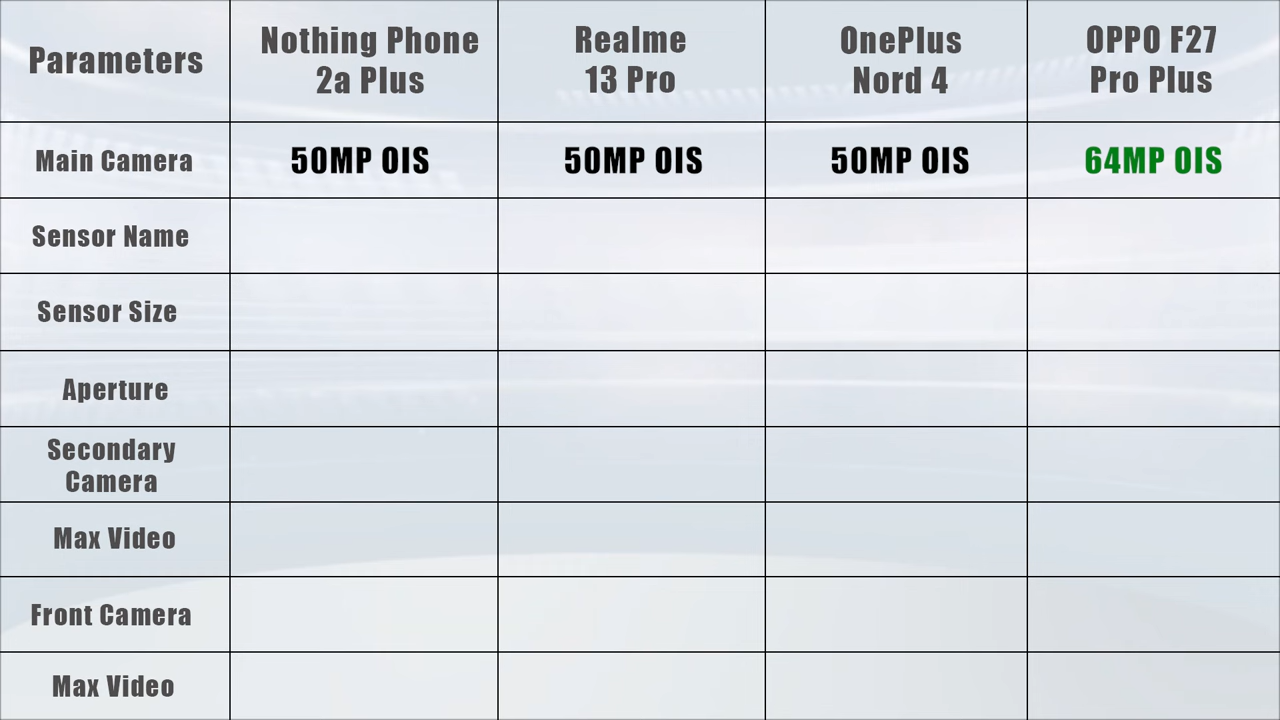 Parameters
Nothing Phone
2a Plus
Realme
13 Pro
OnePlus
Nord 4
OPPO F27
Pro Plus
Main Camera
50MP OIS
50MP OIS
50MP OIS
64MP OIS
Sensor Name
Sensor Size
Aperture
Secondary
Camera
Max Video
Front Camera
Max Video